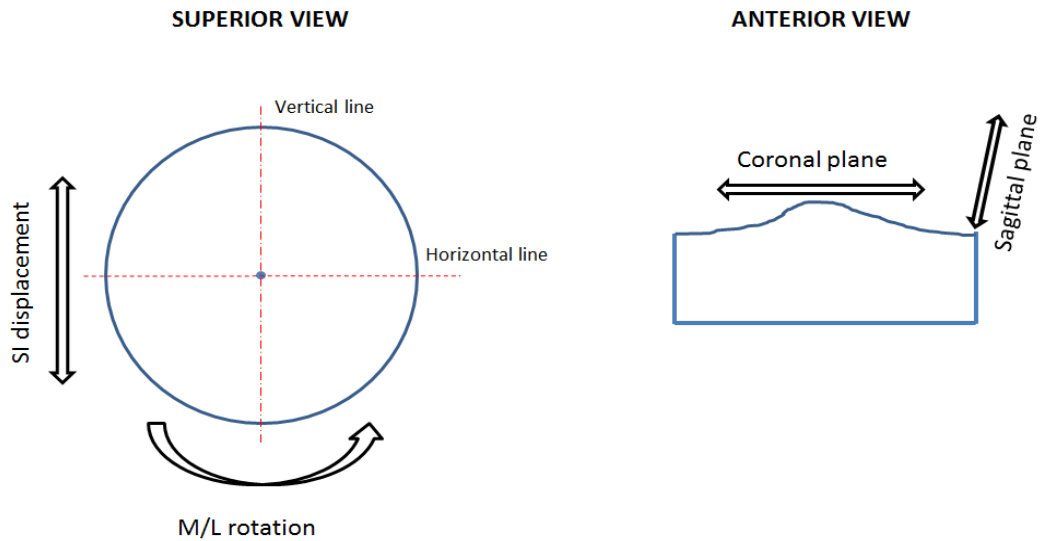 SUPERIOR VIEW
ANTERIOR VIEW
Vertical line
Horizontal line
SI displacement
M/L rotation
Coronal plane
Sagittal plane